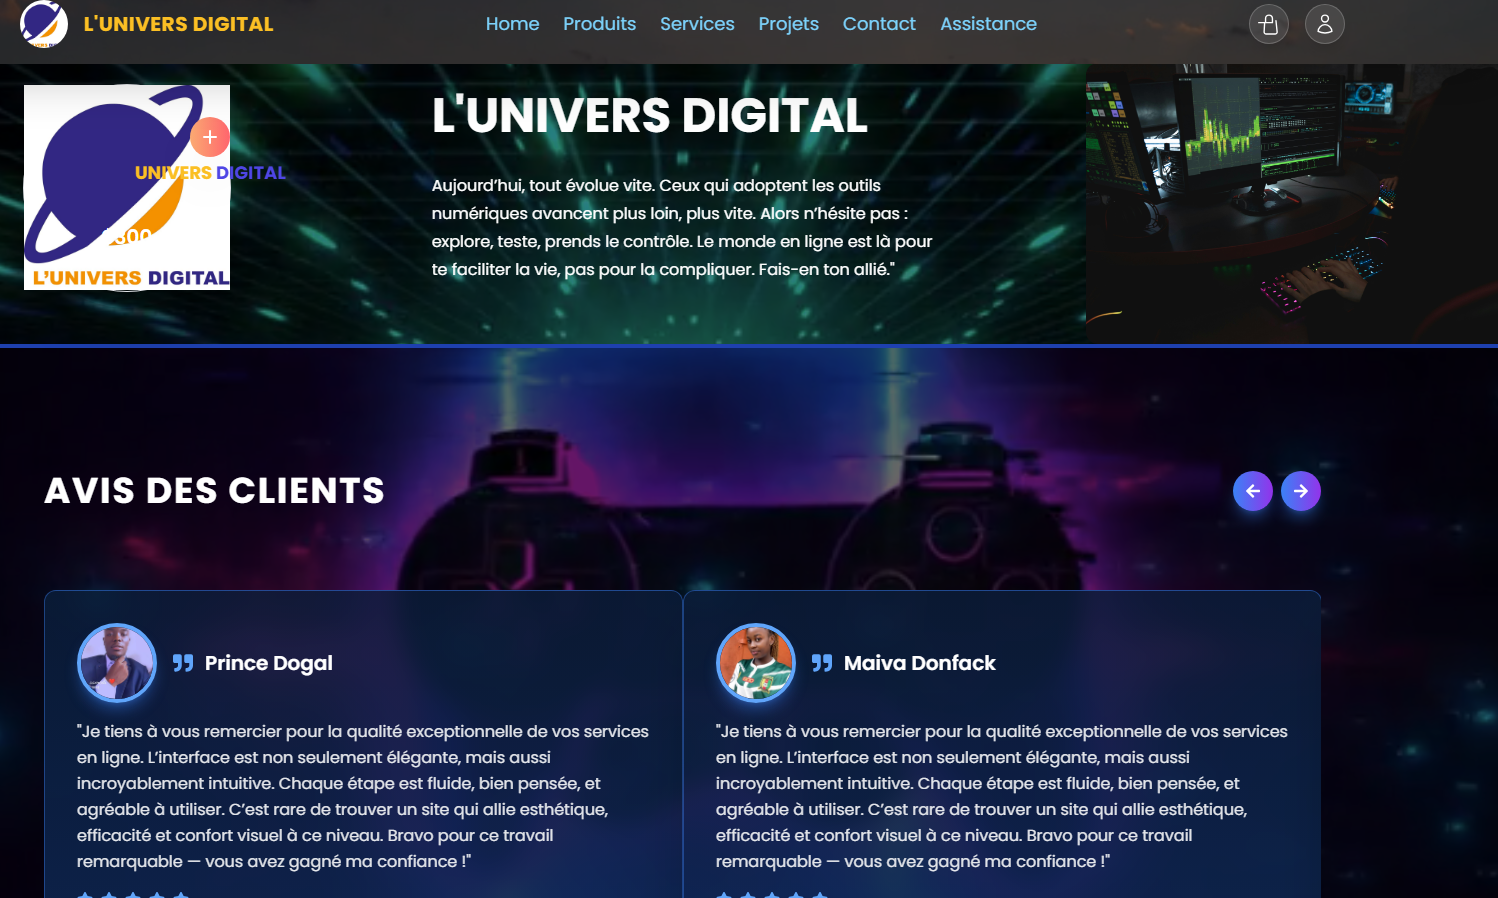 L'UNIVERS DIGITAL
Home Produits Services Projets Contact Assistance
UNIVERS DIGITAL
$300
L'UNIVERS DIGITAL
L'UNIVERS DIGITAL
Aujourd’hui, tout évolue vite. Ceux qui adoptent les outils
numériques avancent plus loin, plus vite. Alors n’hésite pas :
explore, teste, prends le contrôle. Le monde en ligne est là pour
te faciliter la vie, pas pour la compliquer. Fais-en ton allié."
AVIS DES CLIENTS
Prince Dogal
"Je tiens à vous remercier pour la qualité exceptionnelle de vos services
en ligne. L’interface est non seulement élégante, mais aussi
incroyablement intuitive. Chaque étape est fluide, bien pensée, et
agréable à utiliser. C’est rare de trouver un site qui allie esthétique,
efficacité et confort visuel à ce niveau. Bravo pour ce travail
remarquable — vous avez gagné ma confiance !"
Maiva Donfack
"Je tiens à vous remercier pour la qualité exceptionnelle de vos services
en ligne. L’interface est non seulement élégante, mais aussi
incroyablement intuitive. Chaque étape est fluide, bien pensée, et
agréable à utiliser. C’est rare de trouver un site qui allie esthétique,
efficacité et confort visuel à ce niveau. Bravo pour ce travail
remarquable — vous avez gagné ma confiance !"